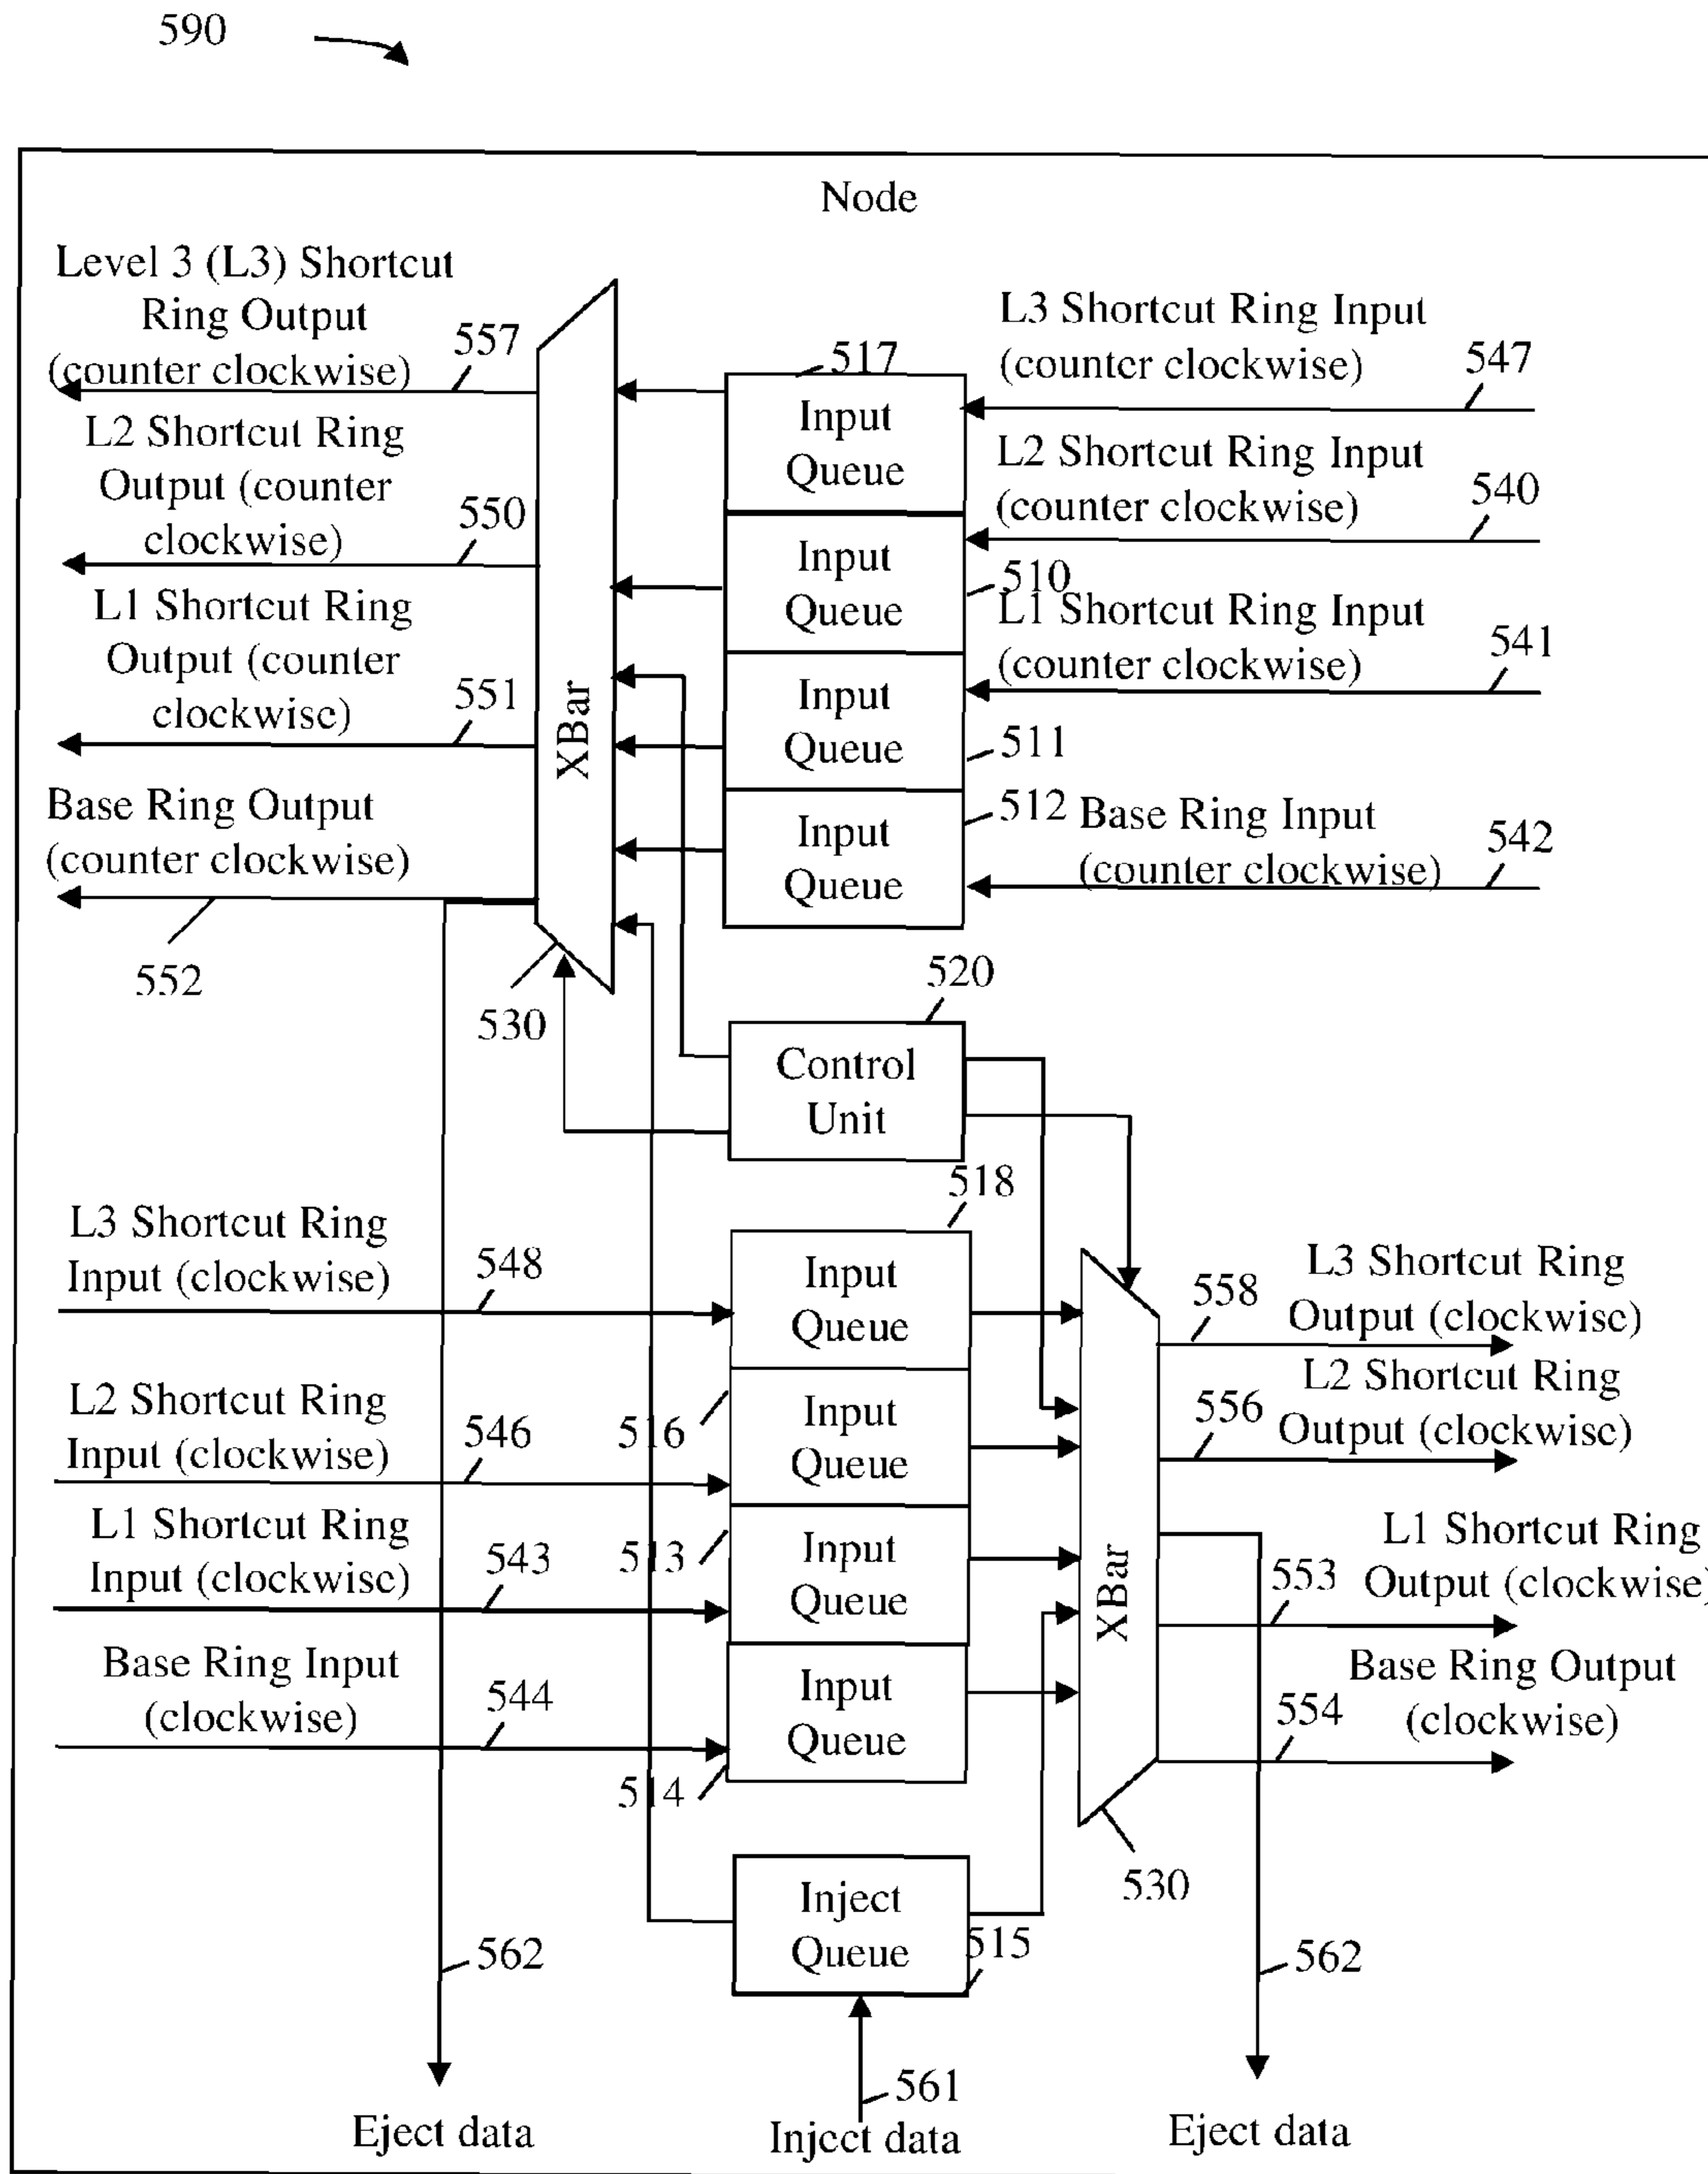 590
Node
Level 3 (L3) Shortcut
Ring Output
(counter clockwise)
557
L2 Shortcut Ring
Output (counter
clockwise)
550
L1 Shortcut Ring
Output (counter
clockwise)
551
Base Ring Output
(counter clockwise)
552
XBar
530
517
Input
Queue
Input
Queue
510
Input
Queue
511
Input
Queue
512
L3 Shortcut Ring Input
(counter clockwise)
547
L2 Shortcut Ring Input
(counter clockwise)
540
L1 Shortcut Ring Input
(counter clockwise)
541
Base Ring Input
(counter clockwise)
542
520
Control
Unit
518
L3 Shortcut Ring
Input (clockwise)
548
L2 Shortcut Ring
Input (clockwise)
546
L1 Shortcut Ring
Input (clockwise)
543
Base Ring Input
(clockwise)
544
Input
Queue
516
Input
Queue
513
Input
Queue
514
Input
Queue
XBar
530
558
L3 Shortcut Ring
Output (clockwise)
556
L2 Shortcut Ring
Output (clockwise)
553
L1 Shortcut Ring
Output (clockwise)
554
Base Ring Output
(clockwise)
Inject
Queue
515
562
562
561
Eject data
Inject data
Eject data